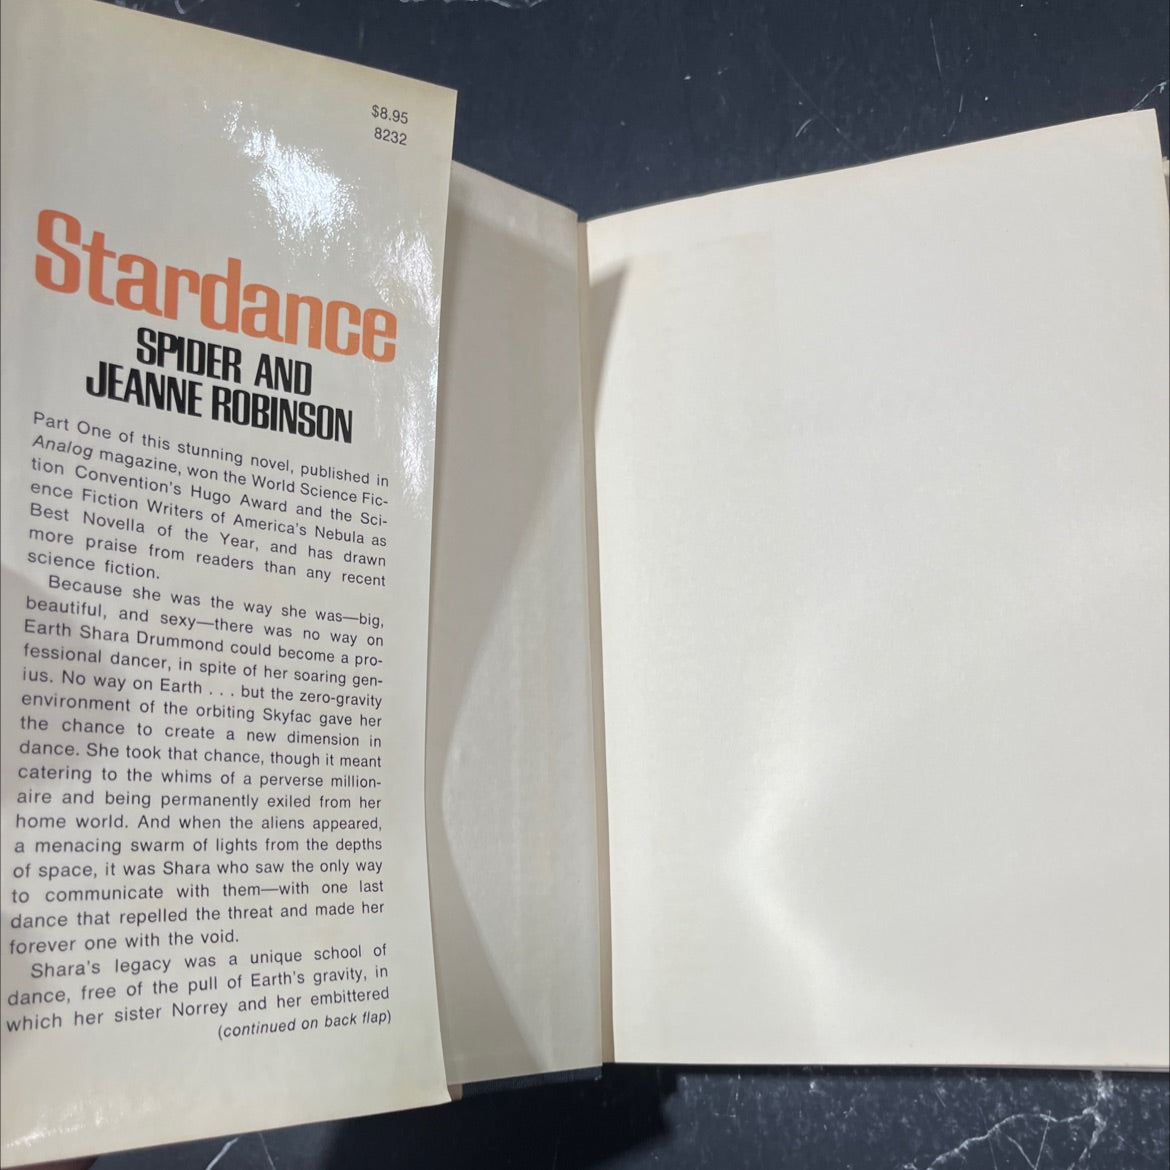 $8.95
8232
Stardance
SPIDER AND
JEANNE ROBINSON
Part One of this stunning novel, published in
Analog magazine, won the World Science Fic-
tion Convention's Hugo Award and the Sci-
ence Fiction Writers of America's Nebula as
Best Novella of the Year, and has drawn
more praise from readers than any recent
science fiction.
Because she was the way she was—big,
beautiful, and sexy—there was no way on
Earth Shara Drummond could become a pro-
fessional dancer, in spite of her soaring gen-
ius. No way on Earth . . . but the zero-gravity
environment of the orbiting Skyfac gave her
the chance to create a new dimension in
dance. She took that chance, though it meant
catering to the whims of a perverse million-
aire and being permanently exiled from her
home world. And when the aliens appeared,
a menacing swarm of lights from the depths
of space, it was Shara who saw the only way
to communicate with them—with one last
dance that repelled the threat and made her
forever one with the void.
Shara's legacy was a unique school of
dance, free of the pull of Earth's gravity, in
which her sister Norrey and her embittered
(continued on back flap)